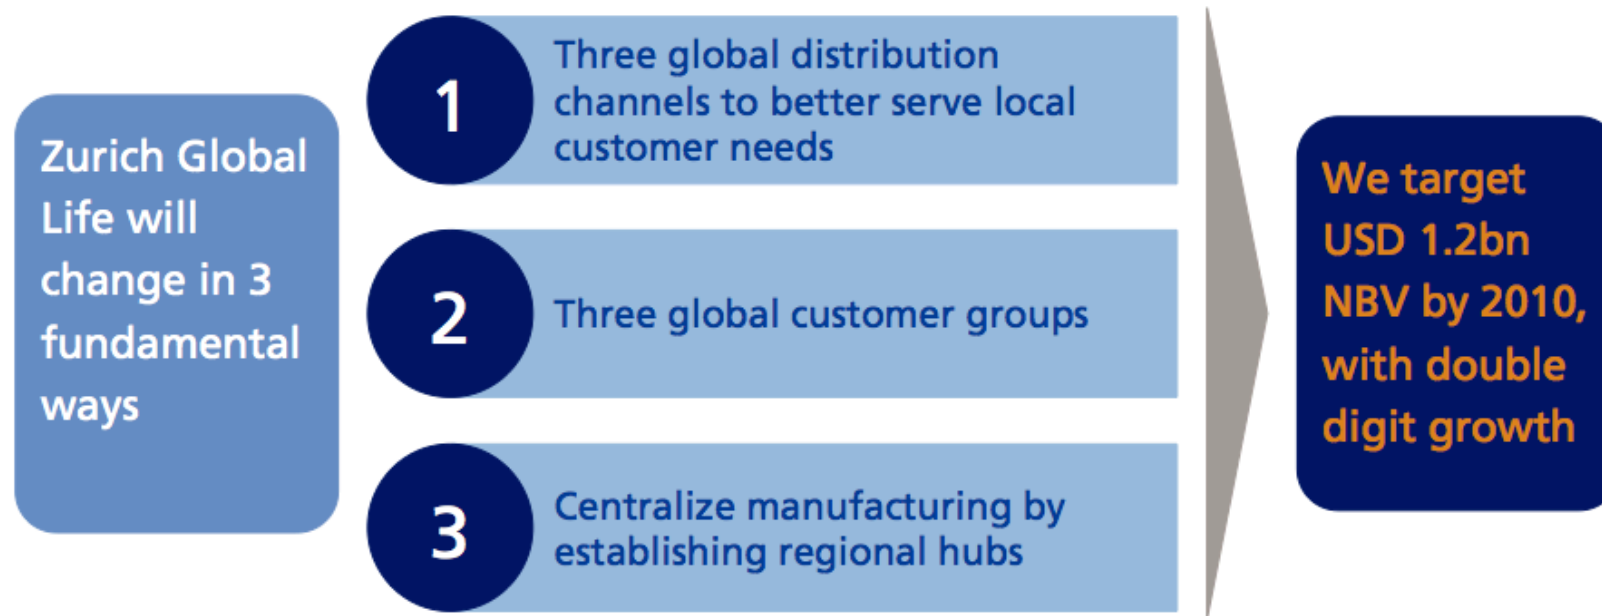 Zurich Global
Life will
change in 3
fundamental
ways
1
Three global distribution
channels to better serve local
customer needs
2
Three global customer groups
3
Centralize manufacturing by
establishing regional hubs
We target
USD 1.2bn
NBV by 2010,
with double
digit growth